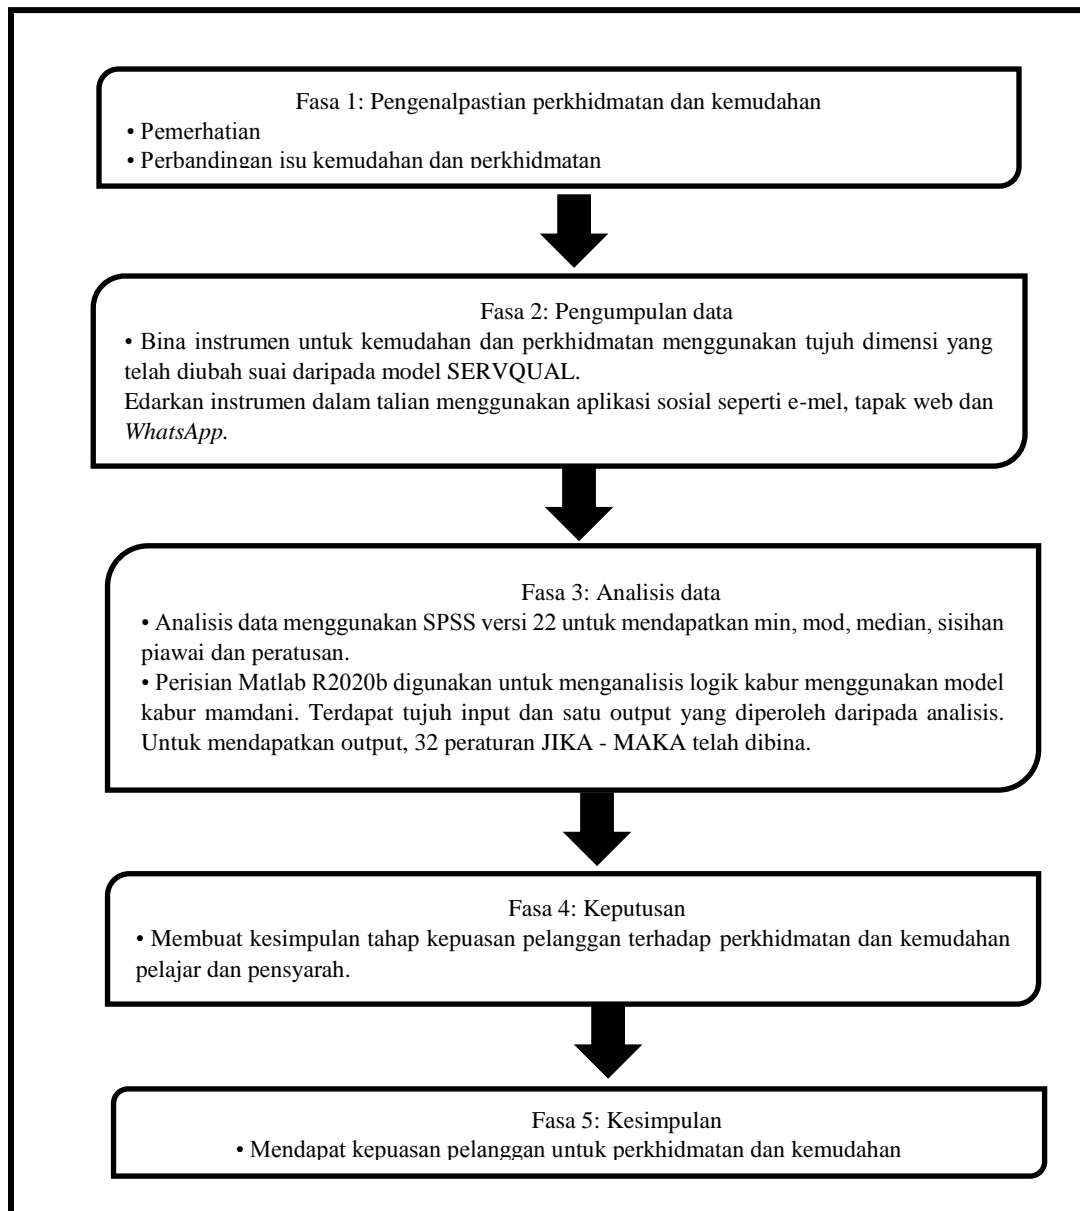 Fasa 1: Pengenalpastian perkhidmatan dan kemudahan
• Pemerhatian
• Perbandingan isu kemudahan dan perkhidmatan
Fasa 2: Pengumpulan data
• Bina instrumen untuk kemudahan dan perkhidmatan menggunakan tujuh dimensi yang
telah diubah suai daripada model SERVQUAL.
Edarkan instrumen dalam talian menggunakan aplikasi sosial seperti e-mel, tapak web dan
WhatsApp.
Fasa 3: Analisis data
• Analisis data menggunakan SPSS versi 22 untuk mendapatkan min, mod, median, sisihan
piawai dan peratusan.
• Perisian Matlab R2020b digunakan untuk menganalisis logik kabur menggunakan model
kabur mamdani. Terdapat tujuh input dan satu output yang diperoleh daripada analisis.
Untuk mendapatkan output, 32 peraturan JIKA - MAKA telah dibina.
Fasa 4: Keputusan
• Membuat kesimpulan tahap kepuasan pelanggan terhadap perkhidmatan dan kemudahan
pelajar dan pensyarah.
Fasa 5: Kesimpulan
• Mendapat kepuasan pelanggan untuk perkhidmatan dan kemudahan